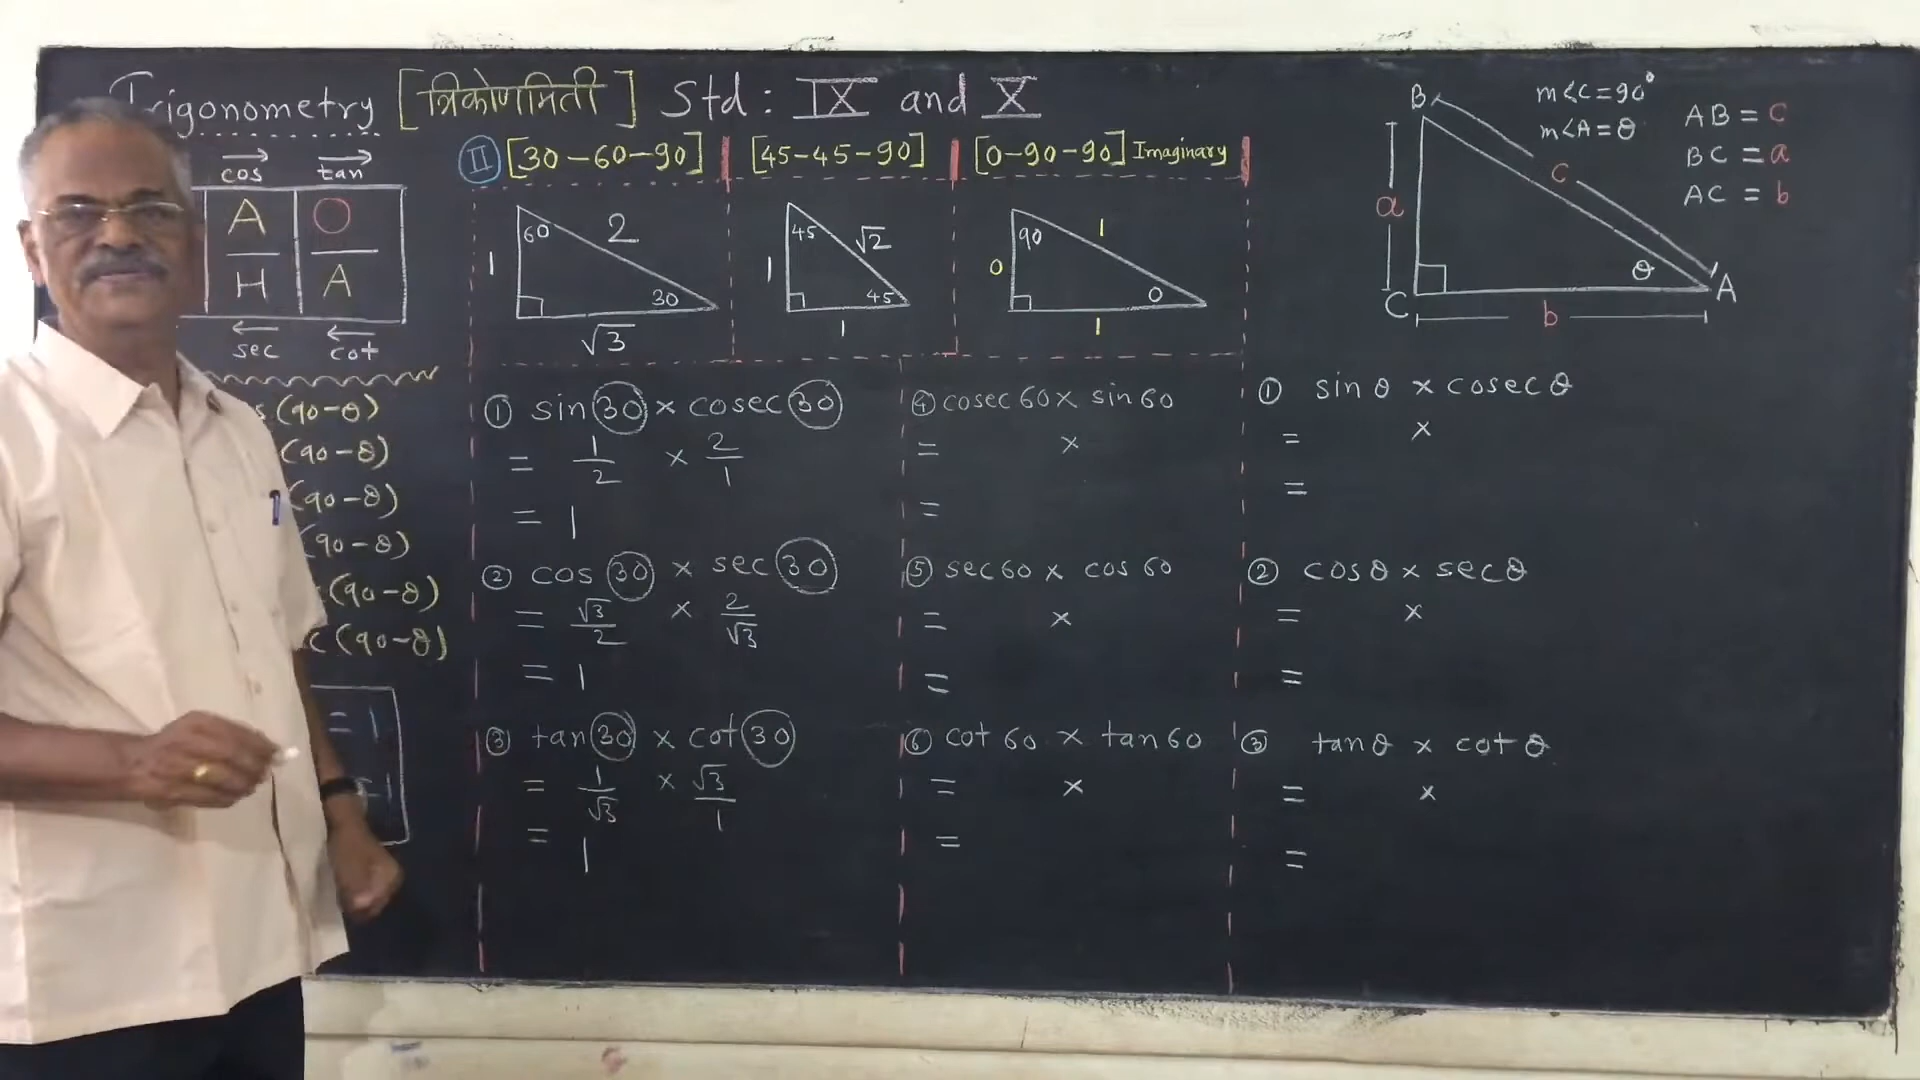 Trigonometry [त्रिकोणमिती] Std : IX and X
→ cos → tan
A O
H A
← sec ← cot
(90-θ)
(90-θ)
(90-θ)
(90-θ)
(90-θ)
(90-θ)
= 1
= 1
II [30-60-90] [45-45-90] [0-90-90] Imaginary
60 2
1 30
√3
45 √2
1 45
1
90 1
0 0
1
① sin 30 × cosec 30
= 1/2 × 2/1
= 1
② cos 30 × sec 30
= √3/2 × 2/√3
= 1
③ tan 30 × cot 30
= 1/√3 × √3/1
= 1
④ cosec 60 × sin 60
= ×
=
⑤ sec 60 × cos 60
= ×
=
⑥ cot 60 × tan 60
= ×
=
B m∠C = 90°
m∠A = θ
AB = c
BC = a
AC = b
c
a
θ
C b A
① sin θ × cosec θ
= ×
=
② cos θ × sec θ
= ×
=
③ tan θ × cot θ
= ×
=